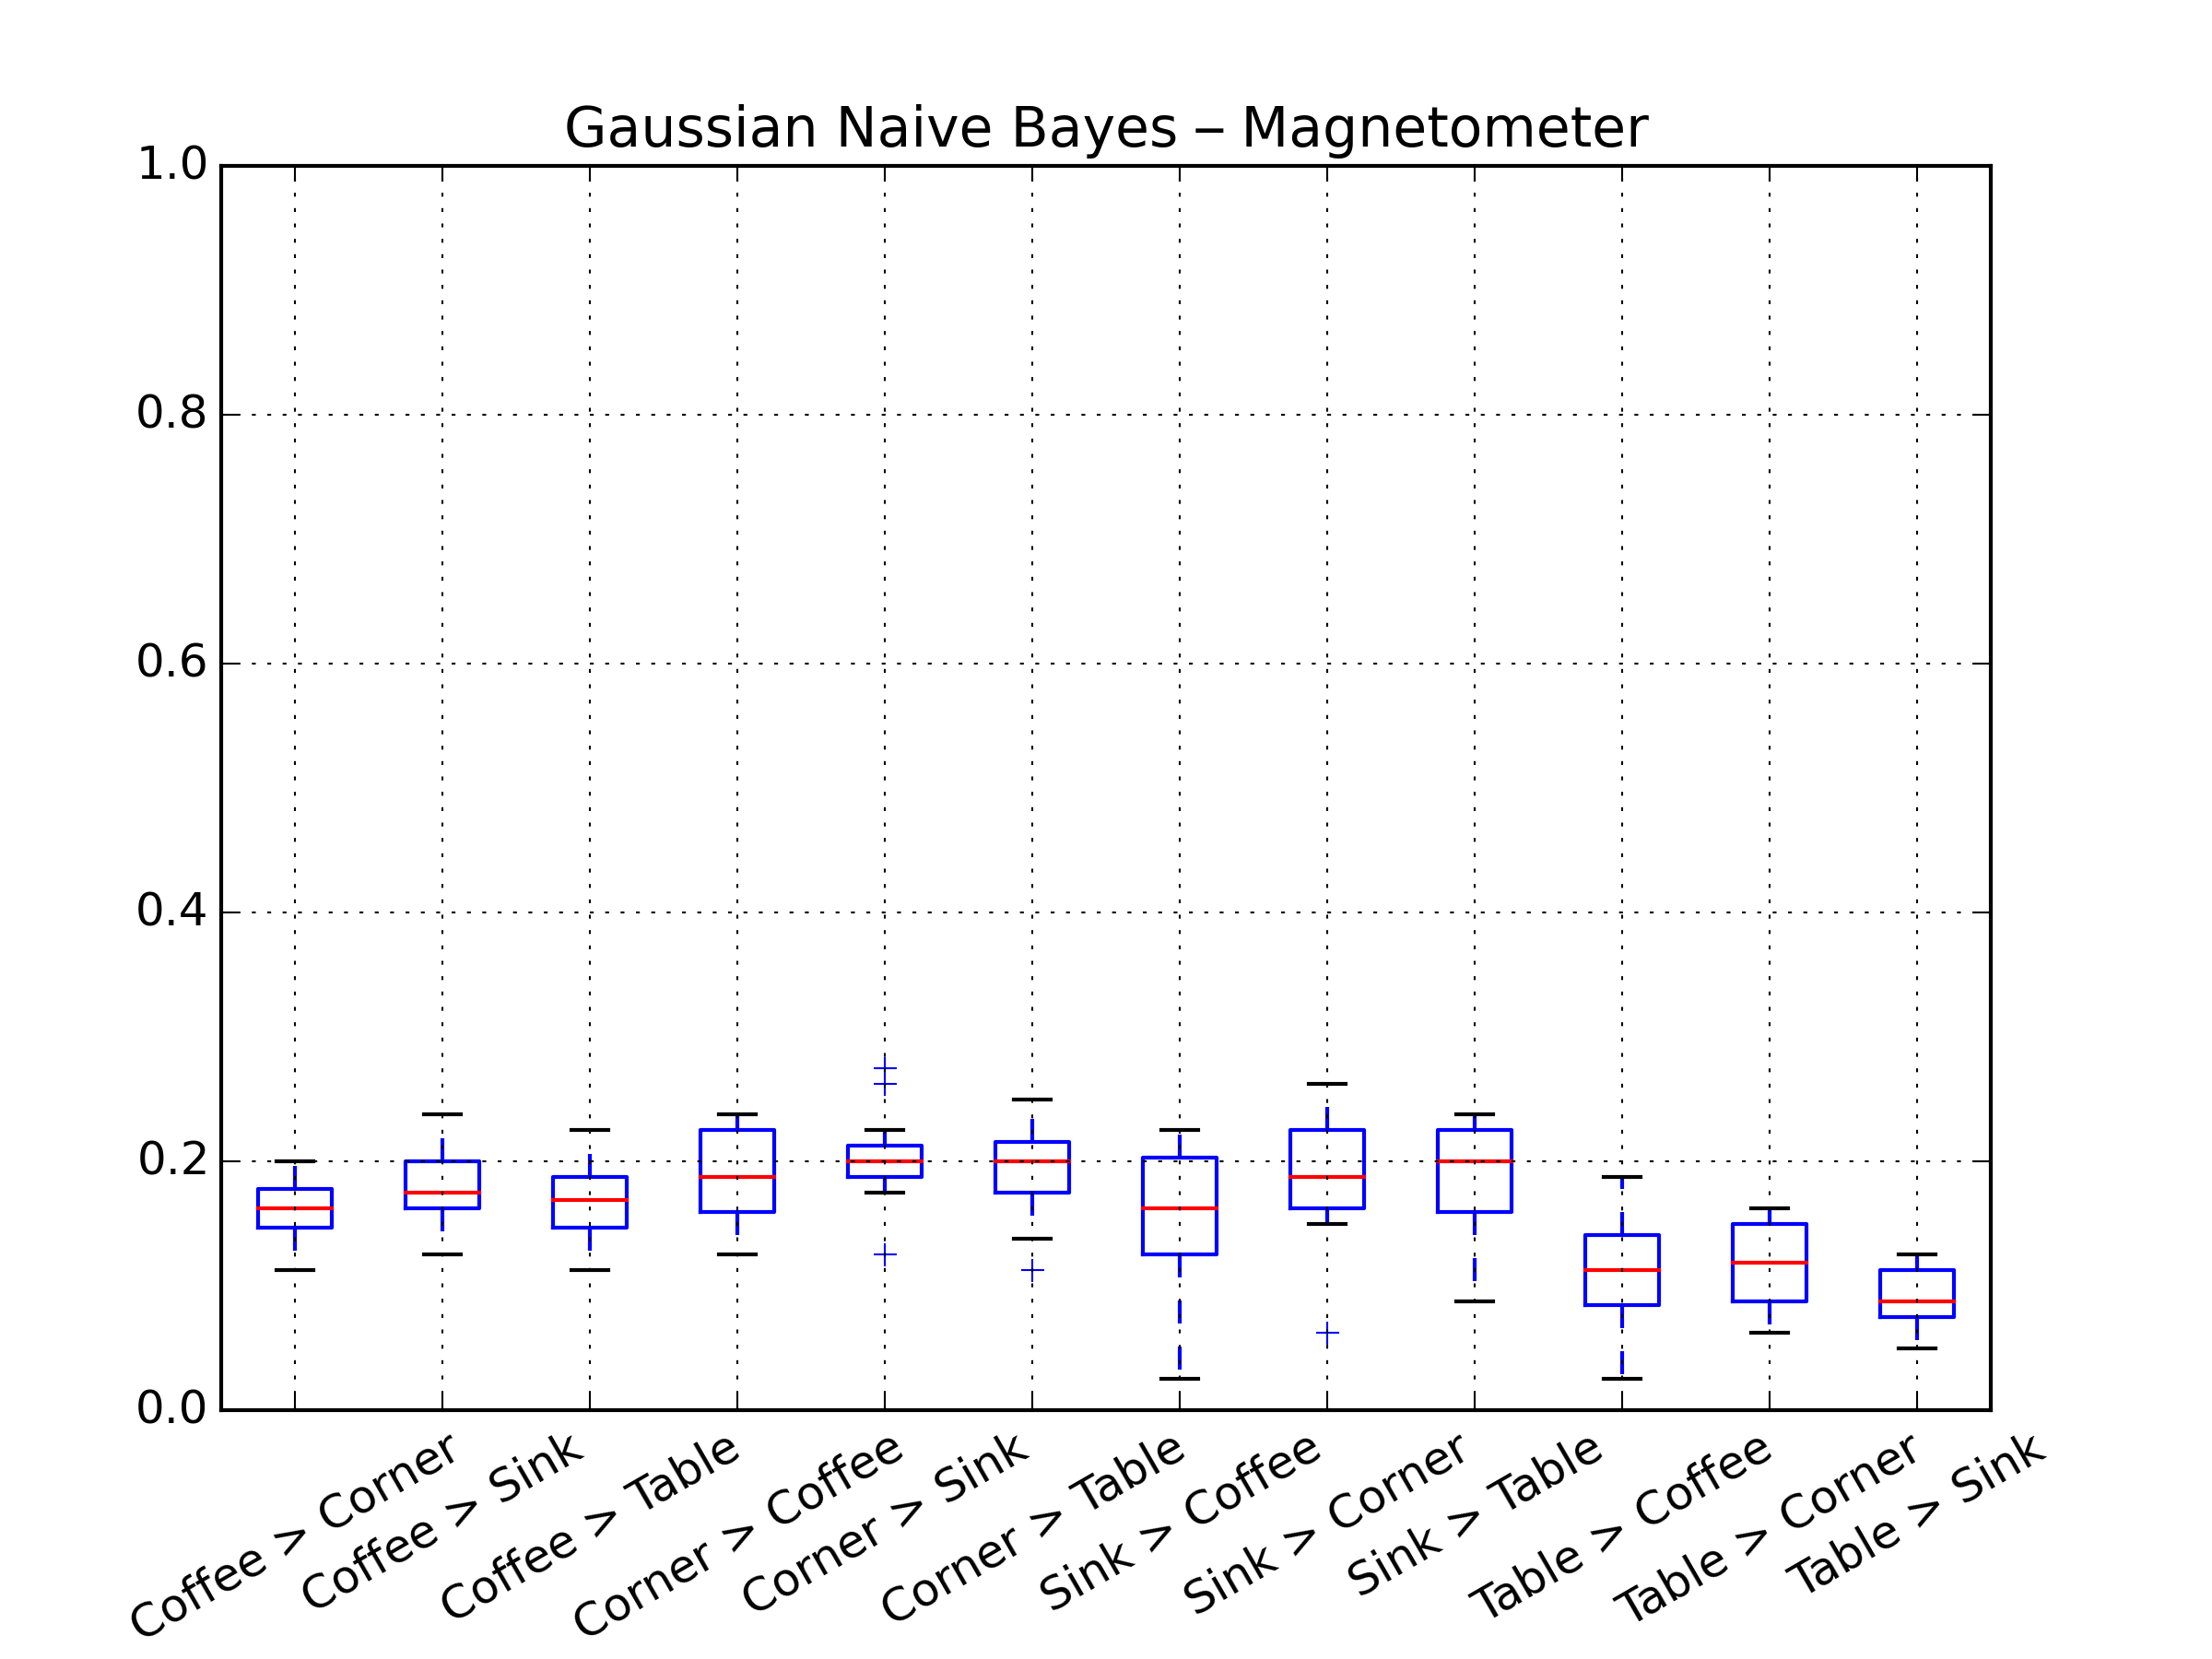 Gaussian Naive Bayes – Magnetometer
1.0
0.8
0.6
0.4
0.2
0.0
Coffee > Corner
Coffee > Sink
Coffee > Table
Corner > Coffee
Corner > Sink
Corner > Table
Sink > Coffee
Sink > Corner
Sink > Table
Table > Coffee
Table > Corner
Table > Sink